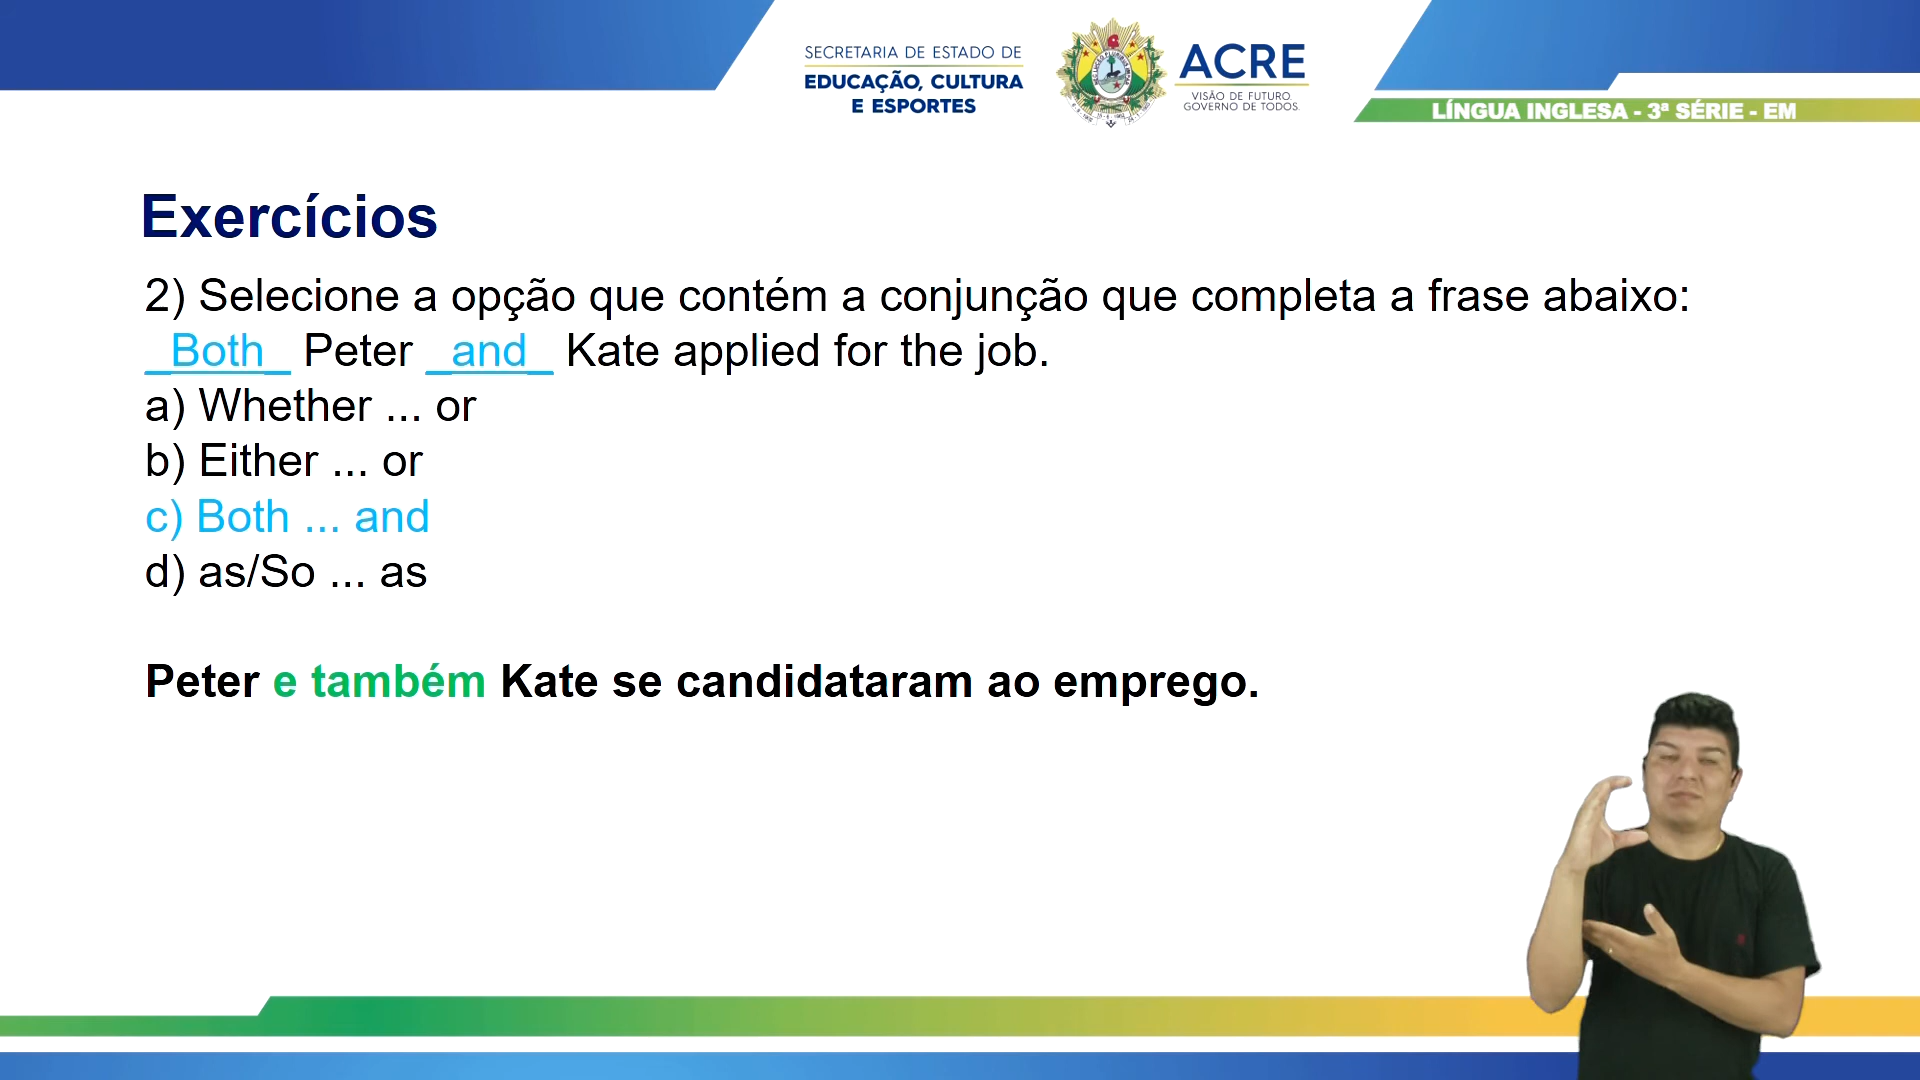 SECRETARIA DE ESTADO DE
EDUCAÇÃO, CULTURA
E ESPORTES
ACRE
VISÃO DE FUTURO.
GOVERNO DE TODOS.
LÍNGUA INGLESA - 3ª SÉRIE - EM
Exercícios
2) Selecione a opção que contém a conjunção que completa a frase abaixo:
_Both_ Peter _and_ Kate applied for the job.
a) Whether ... or
b) Either ... or
c) Both ... and
d) as/So ... as
Peter e também Kate se candidataram ao emprego.